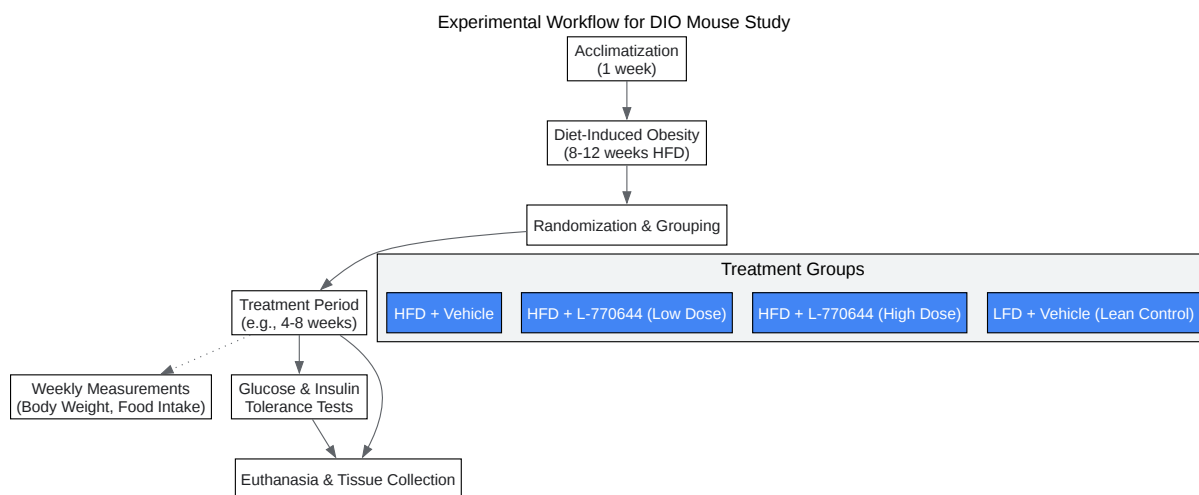 Experimental Workflow for DIO Mouse Study
Acclimatization
(1 week)
Diet-Induced Obesity
(8-12 weeks HFD)
Randomization & Grouping
Treatment Groups
HFD + Vehicle
HFD + L-770644 (Low Dose)
HFD + L-770644 (High Dose)
LFD + Vehicle (Lean Control)
Treatment Period
(e.g., 4-8 weeks)
Weekly Measurements
(Body Weight, Food Intake)
Glucose & Insulin
Tolerance Tests
Euthanasia & Tissue Collection